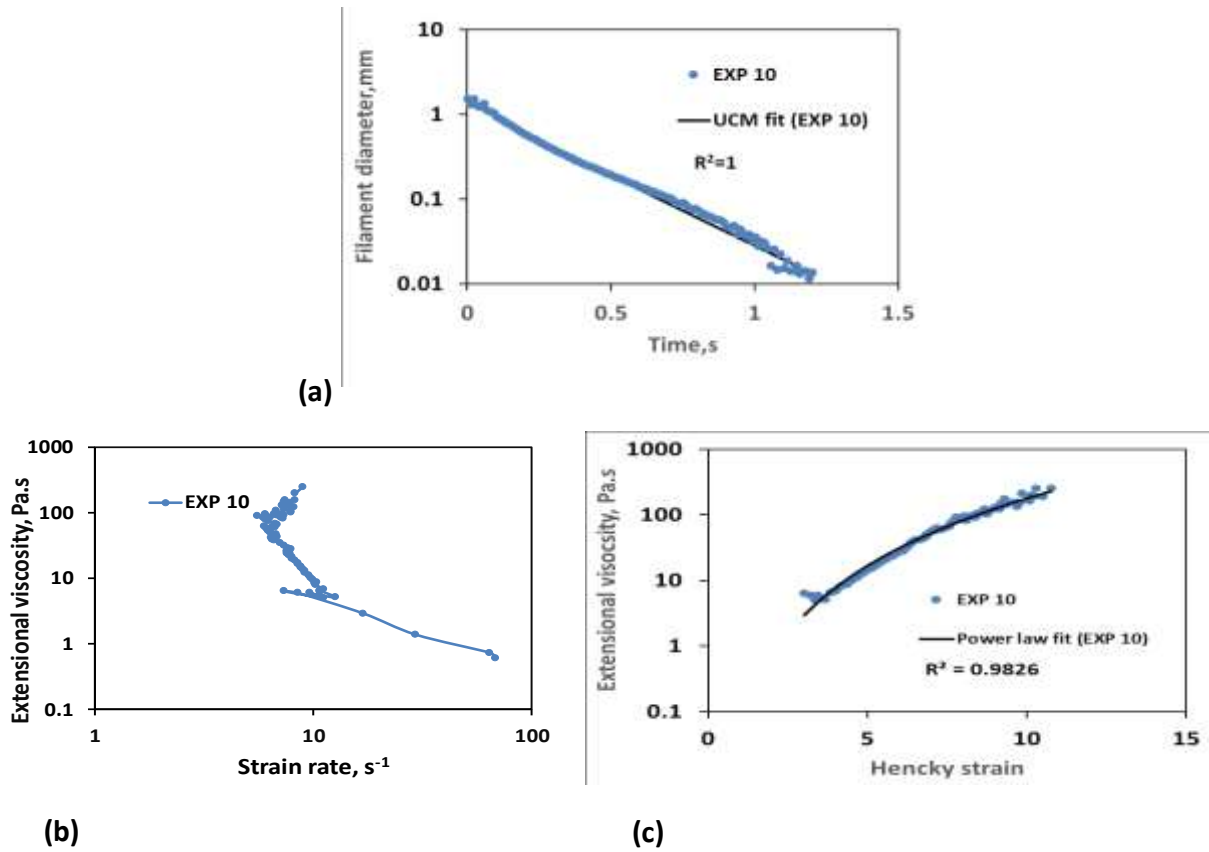 10
1
0.1
0.01
Filament diameter,mm
EXP 10
UCM fit (EXP 10)
R²=1
0
0.5
1
1.5
Time,s
(a)
1000
100
10
1
0.1
Extensional viscosity, Pa.s
EXP 10
1
10
100
Strain rate, s⁻¹
(b)
1000
100
10
1
0.1
Extensional viscocsity, Pa.s
EXP 10
Power law fit (EXP 10)
R² = 0.9826
0
5
10
15
Hencky strain
(c)